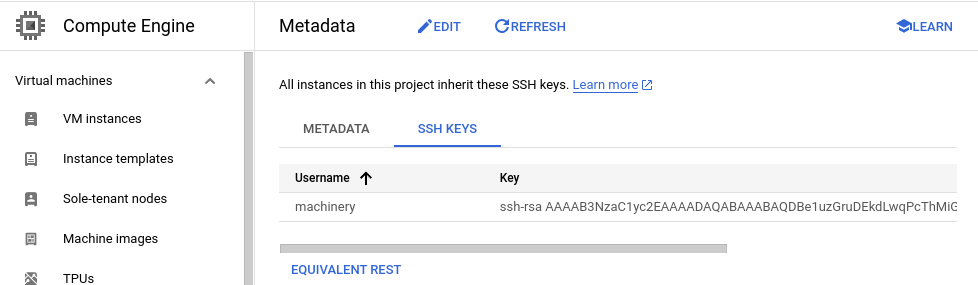 Compute Engine
Metadata
EDIT
REFRESH
LEARN
Virtual machines
VM instances
Instance templates
Sole-tenant nodes
Machine images
TPUs
All instances in this project inherit these SSH keys. Learn more
METADATA
SSH KEYS
Username
Key
machinery
ssh-rsa AAAAB3NzaC1yc2EAAAADAQABAAABAQDBe1uzGruDEkdLwqPcThMiG
EQUIVALENT REST